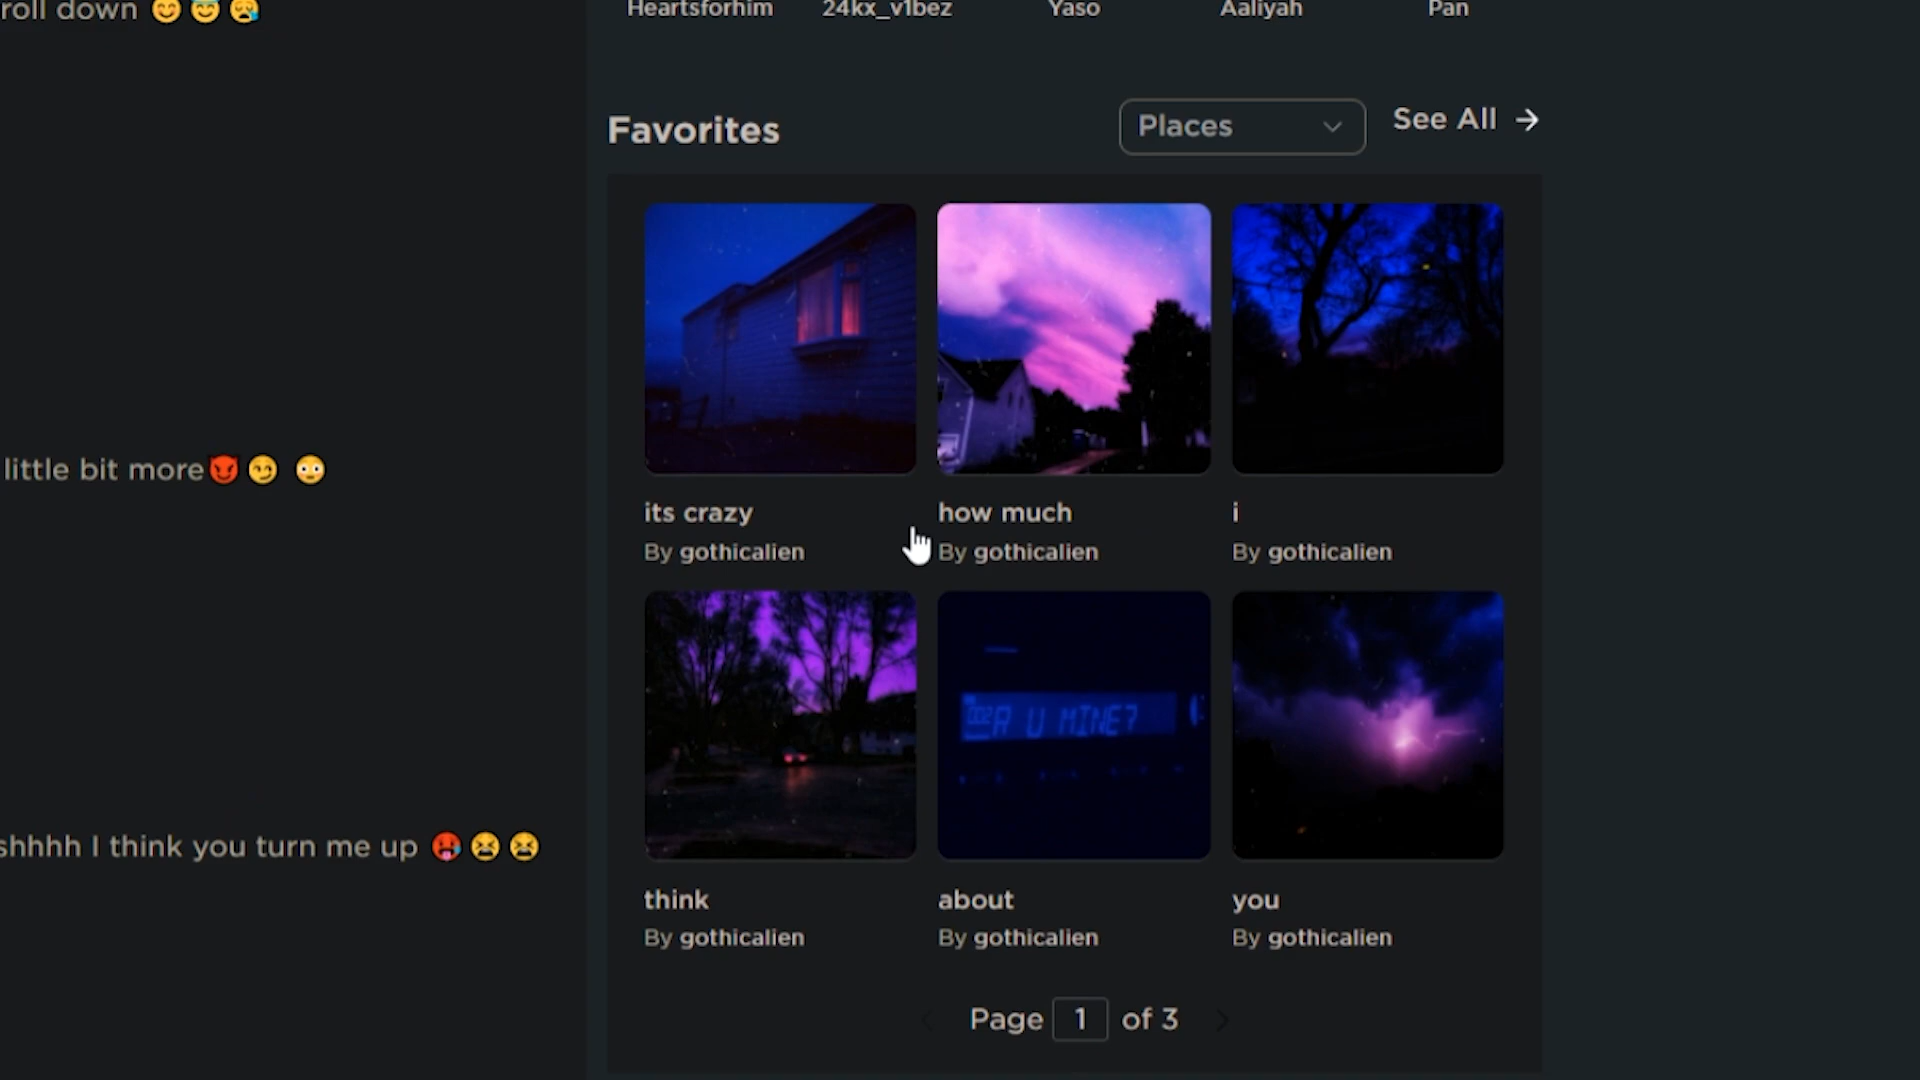 roll down 😊😇😪
Heartsforhim 24kx_v1bez Yaso Aaliyah Pan
Favorites Places See All →
its crazy how much i
By gothicalien By gothicalien By gothicalien
little bit more😈😏 😳
002A U MINE?
shhhh I think you turn me up 🥵😫😫
think about you
By gothicalien By gothicalien By gothicalien
Page 1 of 3